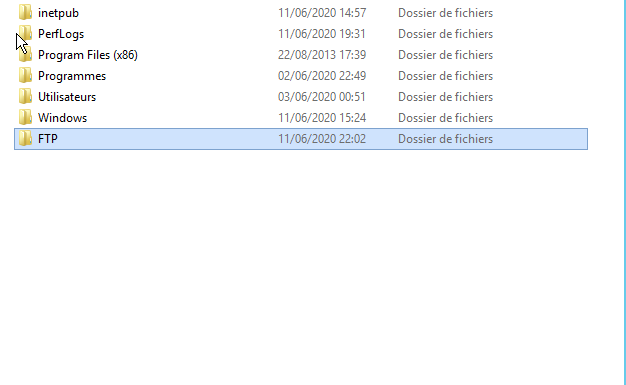 inetpub 11/06/2020 14:57 Dossier de fichiers
PerfLogs 11/06/2020 19:31 Dossier de fichiers
Program Files (x86) 22/08/2013 17:39 Dossier de fichiers
Programmes 02/06/2020 22:49 Dossier de fichiers
Utilisateurs 03/06/2020 00:51 Dossier de fichiers
Windows 11/06/2020 15:24 Dossier de fichiers
FTP 11/06/2020 22:02 Dossier de fichiers